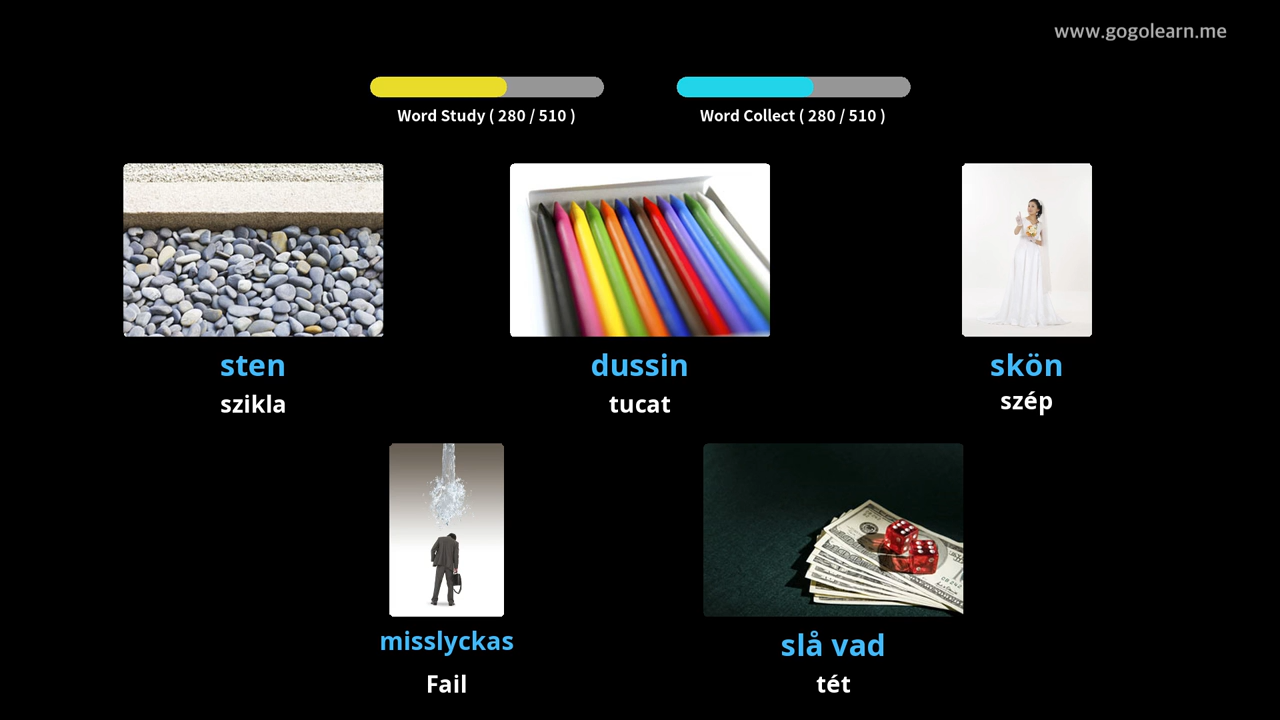 www.gogolearn.me
Word Study ( 280 / 510 )
Word Collect ( 280 / 510 )
sten
szikla
dussin
tucat
skön
szép
misslyckas
Fail
slå vad
tét